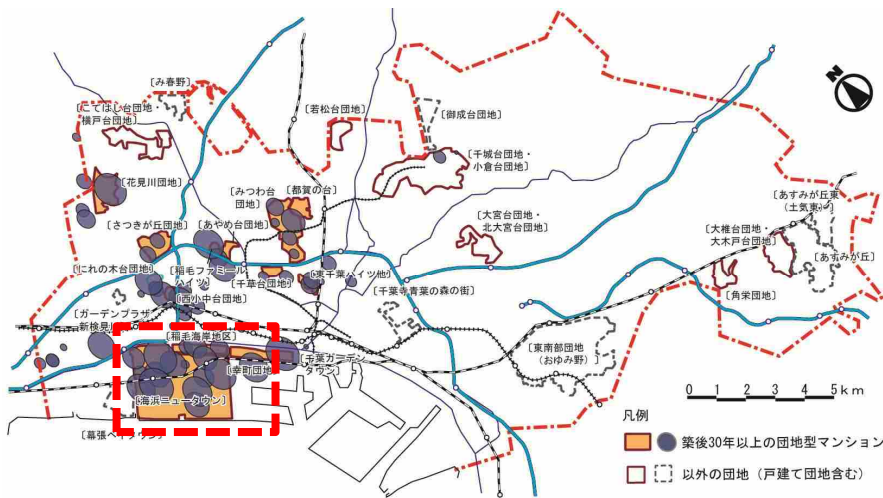 〔み春野〕
〔こてはし台団地・
横戸台団地〕
〔若松台団地〕
〔御成台団地〕
N
〔千城台団地・
小倉台団地〕
〔花見川団地〕
〔みつわ台
団地〕
〔都賀の台〕
〔あすみが丘東
（土気東）〕
〔さつきが丘団地〕
〔あやめ台団地〕
〔大宮台団地・
北大宮台団地〕
〔大椎台団地・
大木戸台団地〕
〔あすみが丘〕
〔にれの木台団地〕
〔稲毛ファミール
ハイツ〕
〔千草台団地〕
〔東千葉ハイツ他〕
〔角栄団地〕
〔西小中台団地〕
〔千葉寺青葉の森の街〕
〔ガーデンプラザ
新検見川
〔稲毛海岸地区〕
〔千葉ガーデン
タウン〕
〔幸町団地
〔東南部団地
（おゆみ野）〕
〔海浜ニュータウン〕
〔幕張ベイタウン〕
0 1 2 3 4 5km
凡例
築後30年以上の団地型マンション
以外の団地（戸建て団地含む）